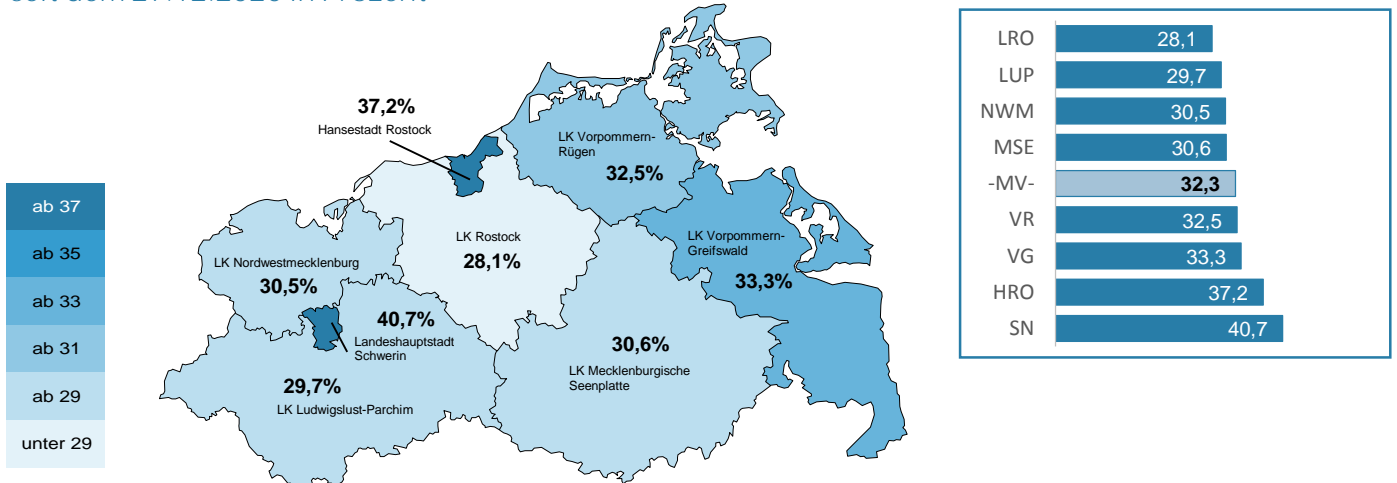 37,2%
Hansestadt Rostock
LK Vorpommern-
Rügen
32,5%
LK Rostock
28,1%
LK Vorpommern-
Greifswald
33,3%
LK Nordwestmecklenburg
30,5%
40,7%
Landeshauptstadt
Schwerin
30,6%
LK Mecklenburgische
Seenplatte
29,7%
LK Ludwigslust-Parchim
ab 37
ab 35
ab 33
ab 31
ab 29
unter 29
LRO 28,1
LUP 29,7
NWM 30,5
MSE 30,6
-MV- 32,3
VR 32,5
VG 33,3
HRO 37,2
SN 40,7